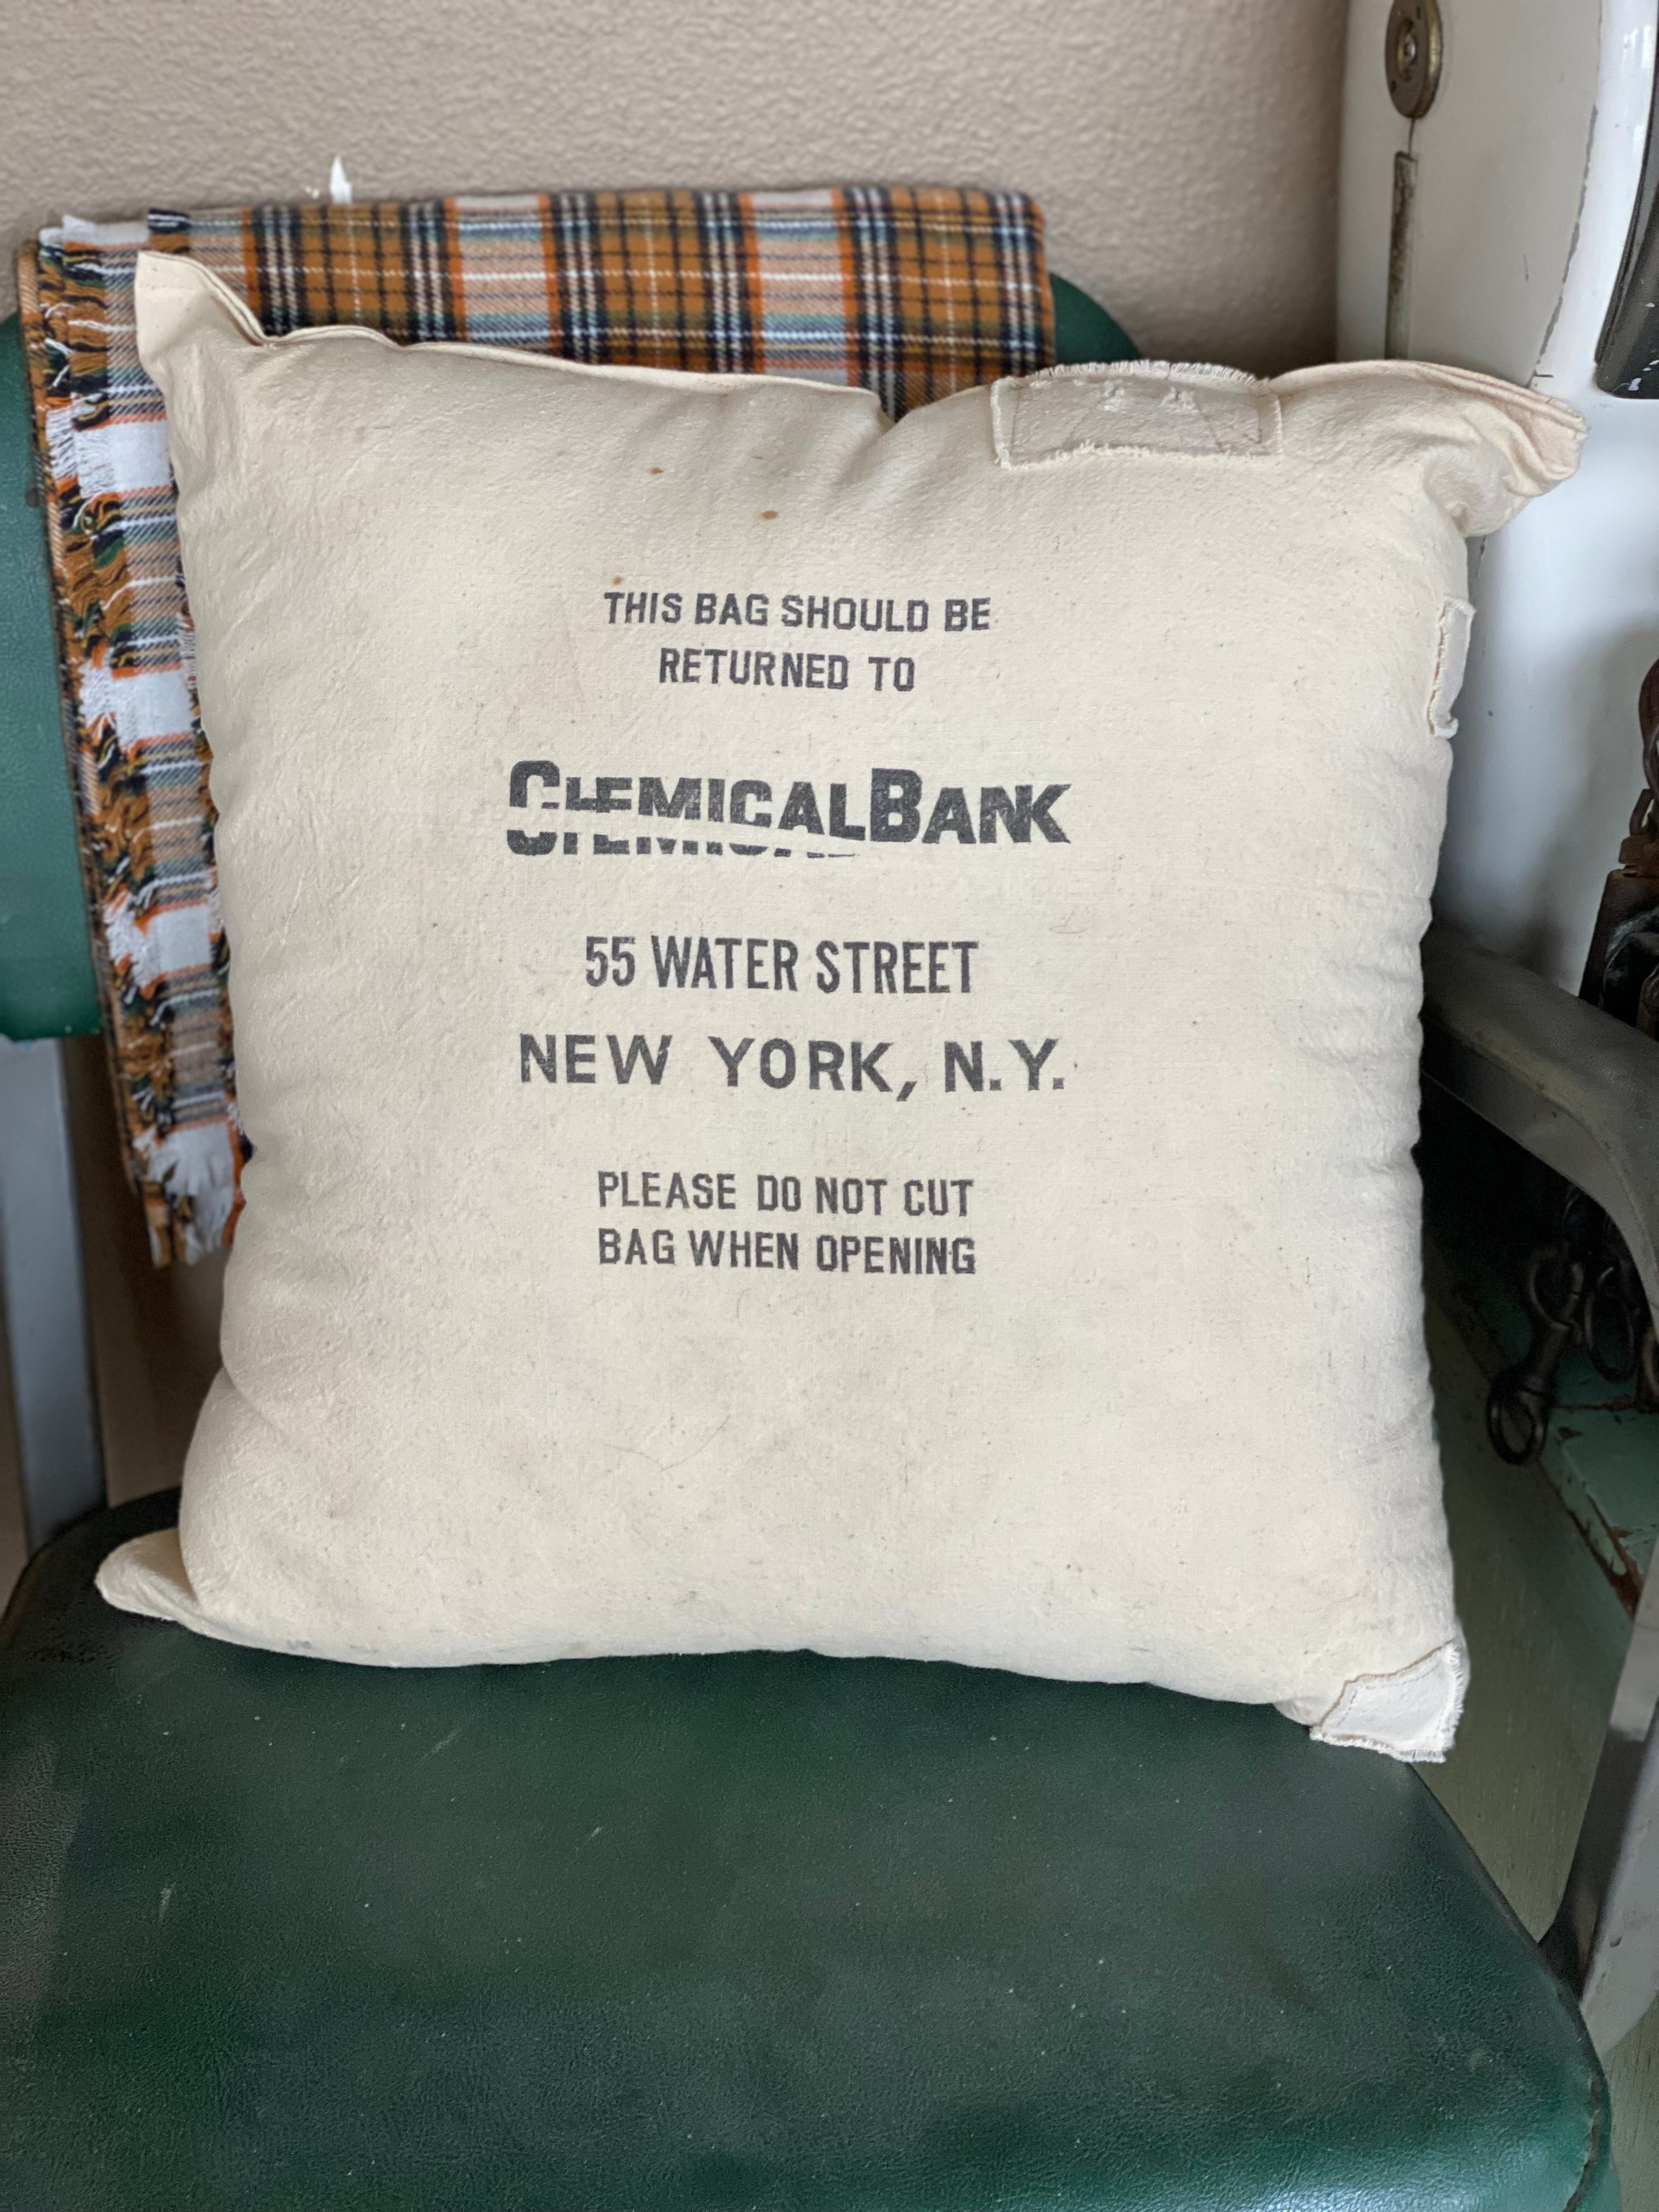 THIS BAG SHOULD BE
RETURNED TO
CHEMICALBANK
55 WATER STREET
NEW YORK, N.Y.
PLEASE DO NOT CUT
BAG WHEN OPENING